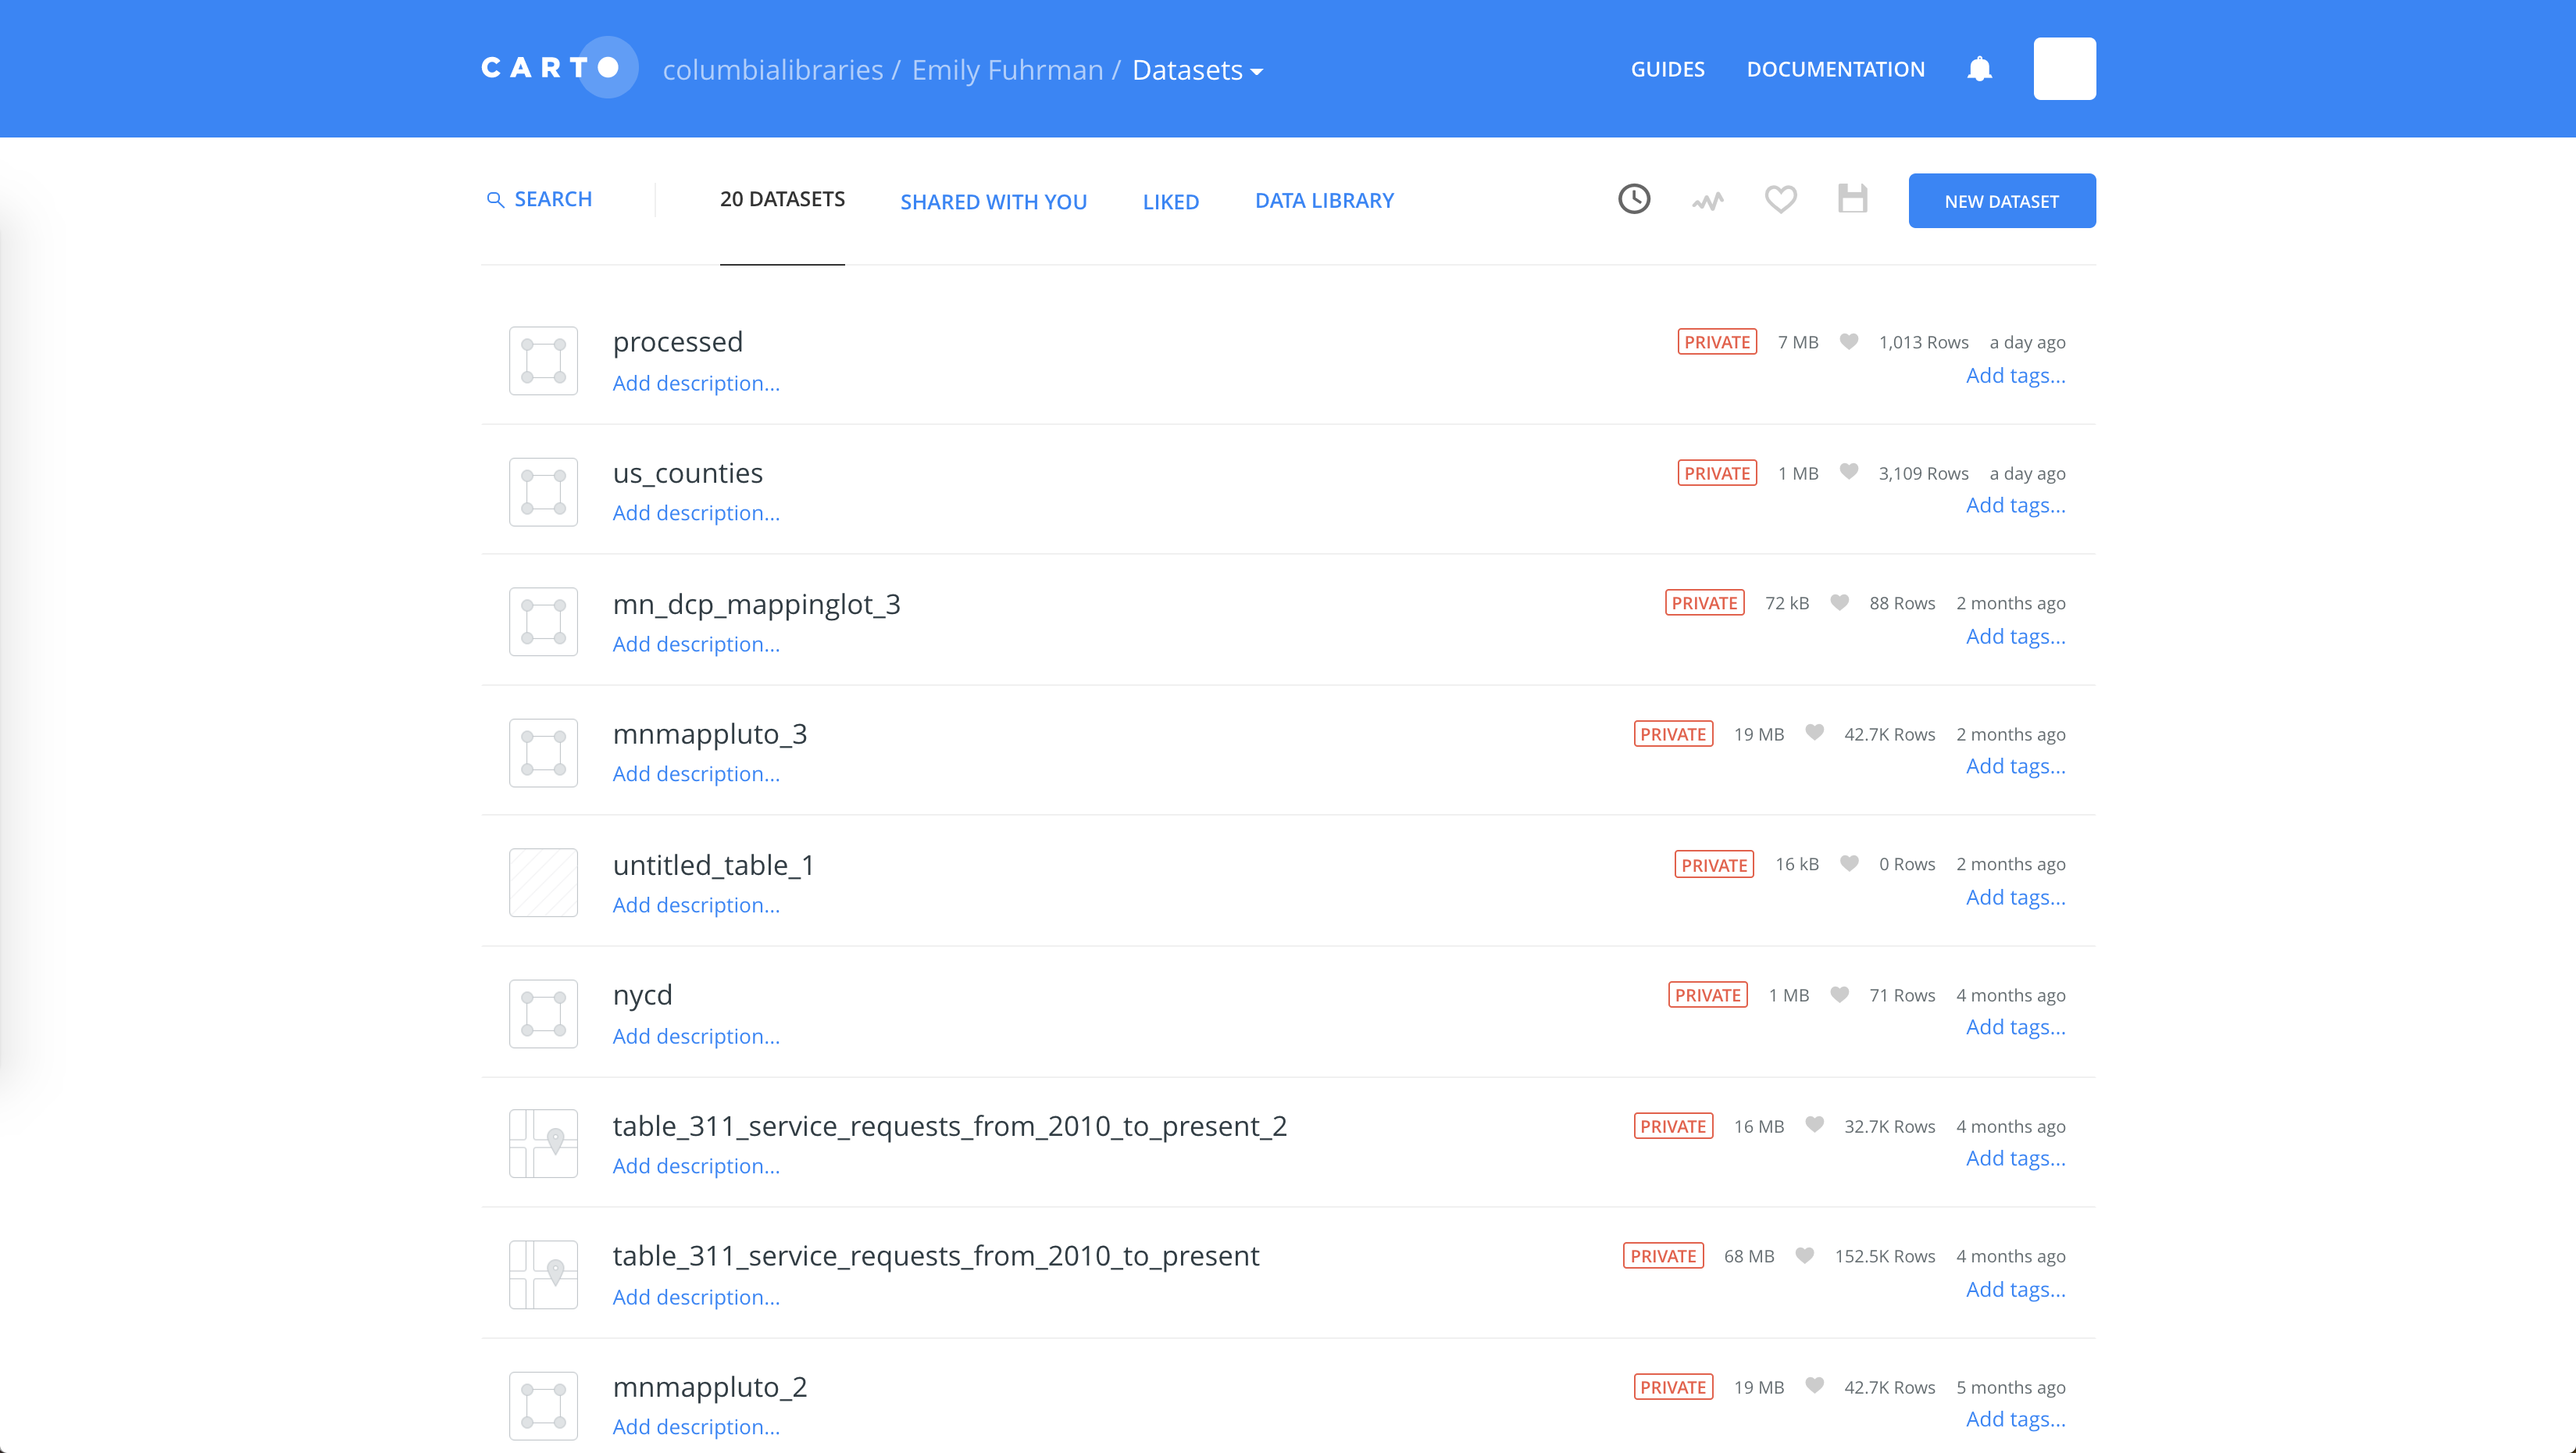 CARTO columbialibraries / Emily Fuhrman / Datasets GUIDES DOCUMENTATION
SEARCH 20 DATASETS SHARED WITH YOU LIKED DATA LIBRARY NEW DATASET
processed PRIVATE 7 MB 1,013 Rows a day ago
Add description... Add tags...
us_counties PRIVATE 1 MB 3,109 Rows a day ago
Add description... Add tags...
mn_dcp_mappinglot_3 PRIVATE 72 kB 88 Rows 2 months ago
Add description... Add tags...
mnmappluto_3 PRIVATE 19 MB 42.7K Rows 2 months ago
Add description... Add tags...
untitled_table_1 PRIVATE 16 kB 0 Rows 2 months ago
Add description... Add tags...
nycd PRIVATE 1 MB 71 Rows 4 months ago
Add description... Add tags...
table_311_service_requests_from_2010_to_present_2 PRIVATE 16 MB 32.7K Rows 4 months ago
Add description... Add tags...
table_311_service_requests_from_2010_to_present PRIVATE 68 MB 152.5K Rows 4 months ago
Add description... Add tags...
mnmappluto_2 PRIVATE 19 MB 42.7K Rows 5 months ago
Add description... Add tags...